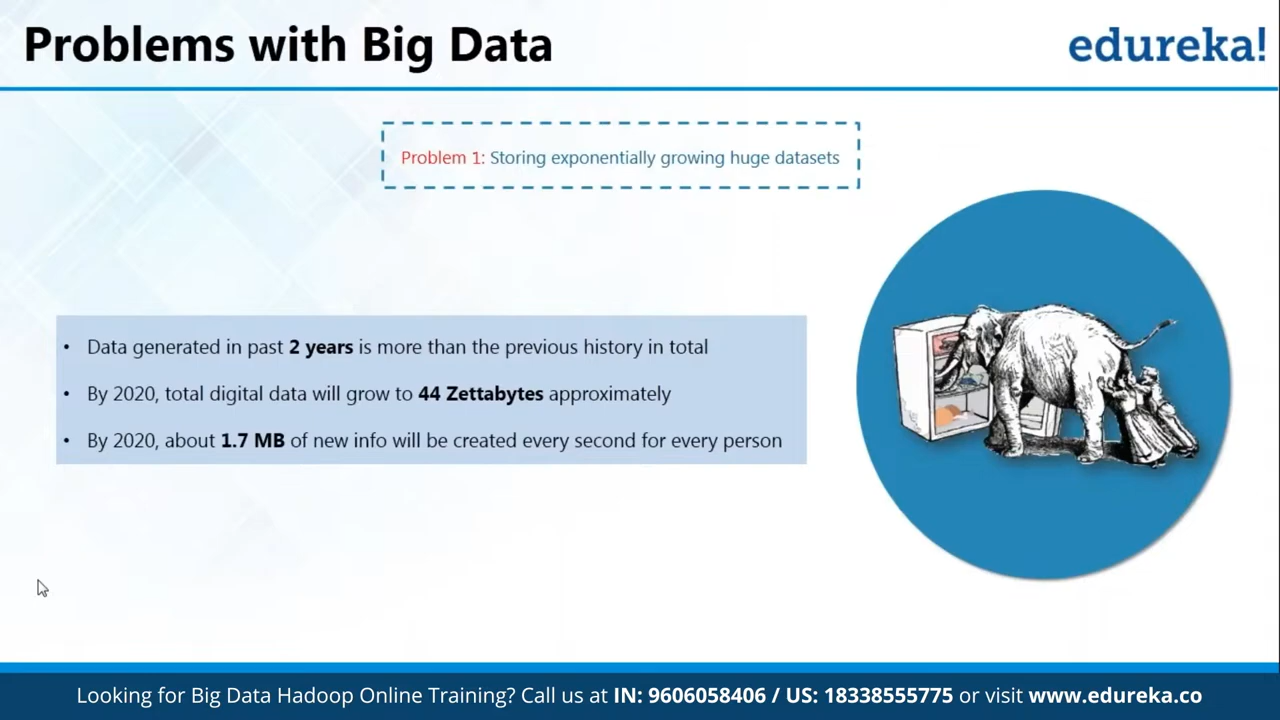 Problems with Big Data
edureka!
Problem 1: Storing exponentially growing huge datasets
• Data generated in past 2 years is more than the previous history in total
• By 2020, total digital data will grow to 44 Zettabytes approximately
• By 2020, about 1.7 MB of new info will be created every second for every person
Looking for Big Data Hadoop Online Training? Call us at IN: 9606058406 / US: 18338555775 or visit www.edureka.co